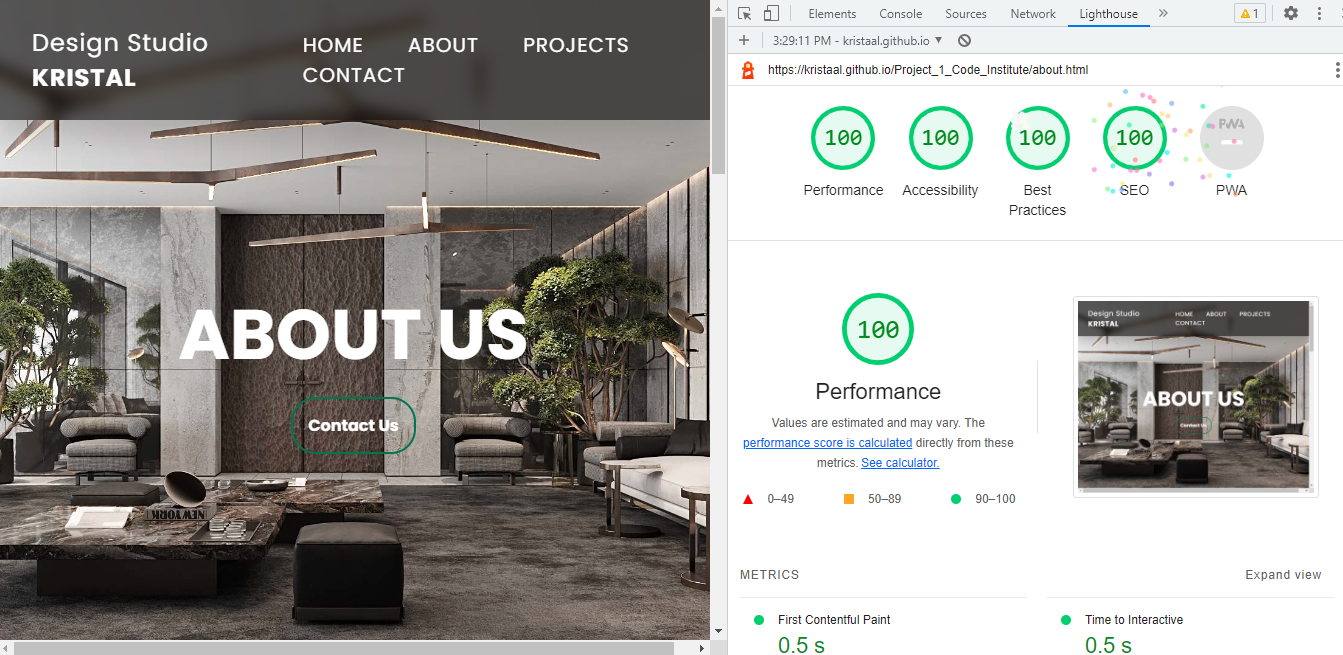 Design Studio
KRISTAL
HOME ABOUT PROJECTS
CONTACT
ABOUT US
Contact Us
NEW YORK
Elements Console Sources Network Lighthouse » 1
3:29:11 PM - kristaal.github.io
https://kristaal.github.io/Project_1_Code_Institute/about.html
100 100 100 100 PWA
Performance Accessibility Best Practices SEO PWA
100
Performance
Values are estimated and may vary. The
performance score is calculated directly from these
metrics. See calculator.
0–49 50–89 90–100
Design Studio
KRISTAL
HOME ABOUT PROJECTS
CONTACT
ABOUT US
Contact Us
METRICS Expand view
First Contentful Paint
0.5 s
Time to Interactive
0.5 s